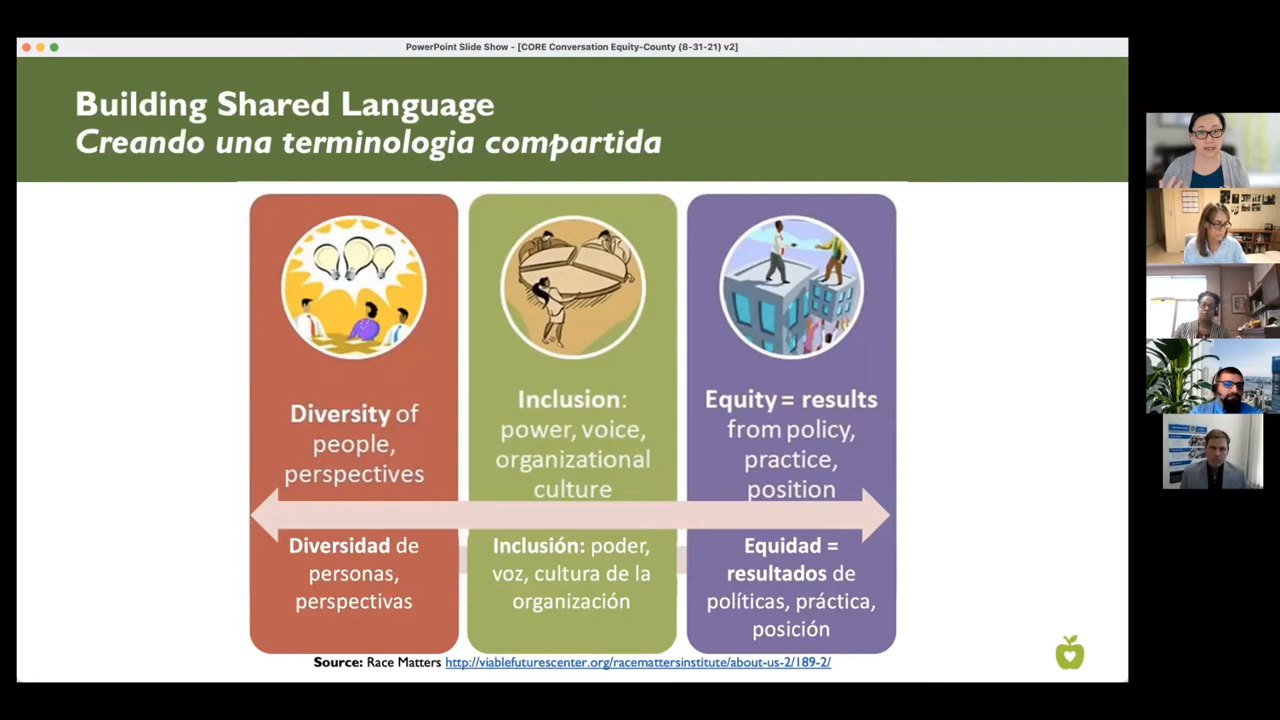 PowerPoint Slide Show - [CORE Conversation Equity-County (8-31-21) v2]
Building Shared Language
Creando una terminologia compartida
Diversity of
people,
perspectives
Inclusion:
power, voice,
organizational
culture
Equity = results
from policy,
practice,
position
Diversidad de
personas,
perspectivas
Inclusión: poder,
voz, cultura de la
organización
Equidad =
resultados de
políticas, práctica,
posición
Source: Race Matters http://viablefuturescenter.org/racemattersinstitute/about-us-2/189-2/